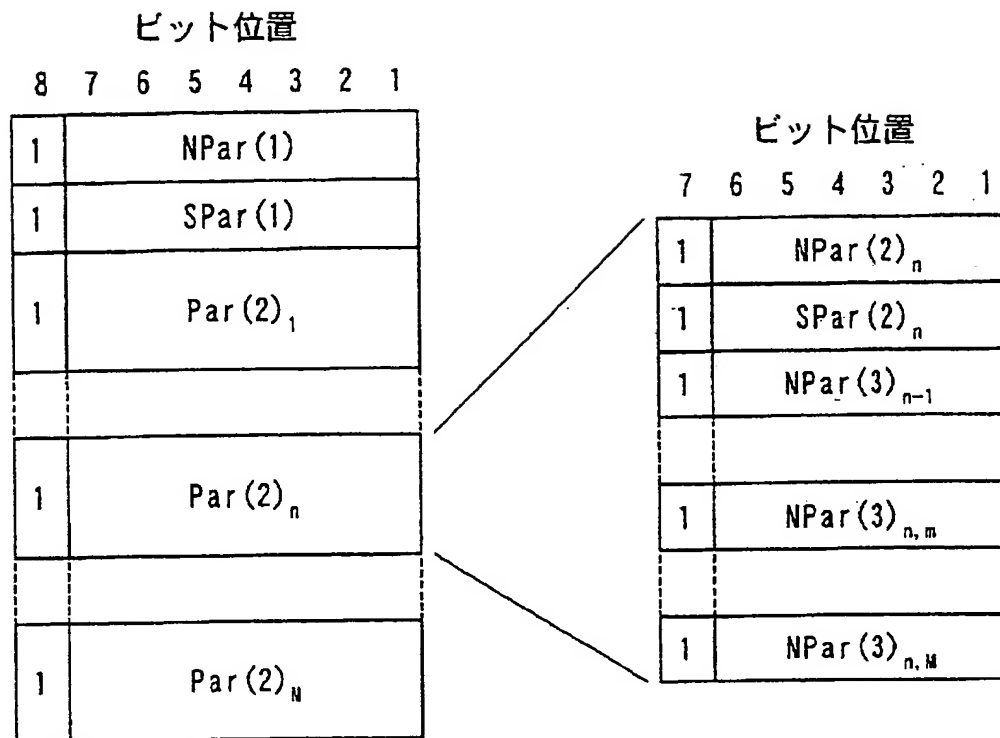 ビット位置
8 7 6 5 4 3 2 1
1 NPar(1)
1 SPar(1)
1 Par(2)₁
1 Par(2)ₙ
1 Par(2)_N
ビット位置
7 6 5 4 3 2 1
1 NPar(2)ₙ
1 SPar(2)ₙ
1 NPar(3)ₙ₋₁
1 NPar(3)ₙ,ₘ
1 NPar(3)ₙ,_M